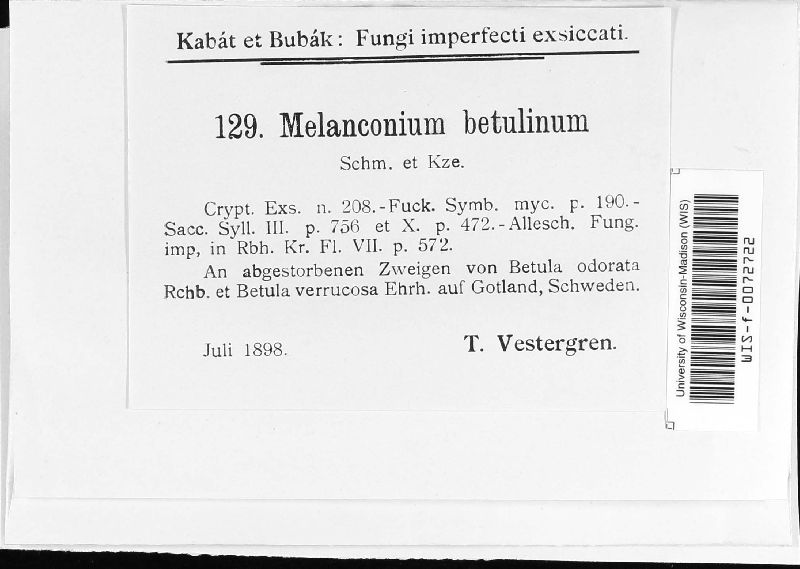 Kabát et Bubák: Fungi imperfecti exsiccati.
129. Melanconium betulinum
Schm. et Kze.
Crypt. Exs. n. 208.-Fuck. Symb. myc. p. 190.-
Sacc. Syll. III. p. 756 et X. p. 472.-Allesch. Fung.
imp, in Rbh. Kr. Fl. VII. p. 572.
An abgestorbenen Zweigen von Betula odorata
Rchb. et Betula verrucosa Ehrh. auf Gotland, Schweden.
Juli 1898.
T. Vestergren.
University of Wisconsin-Madison (WIS)
WIS-f-0072722